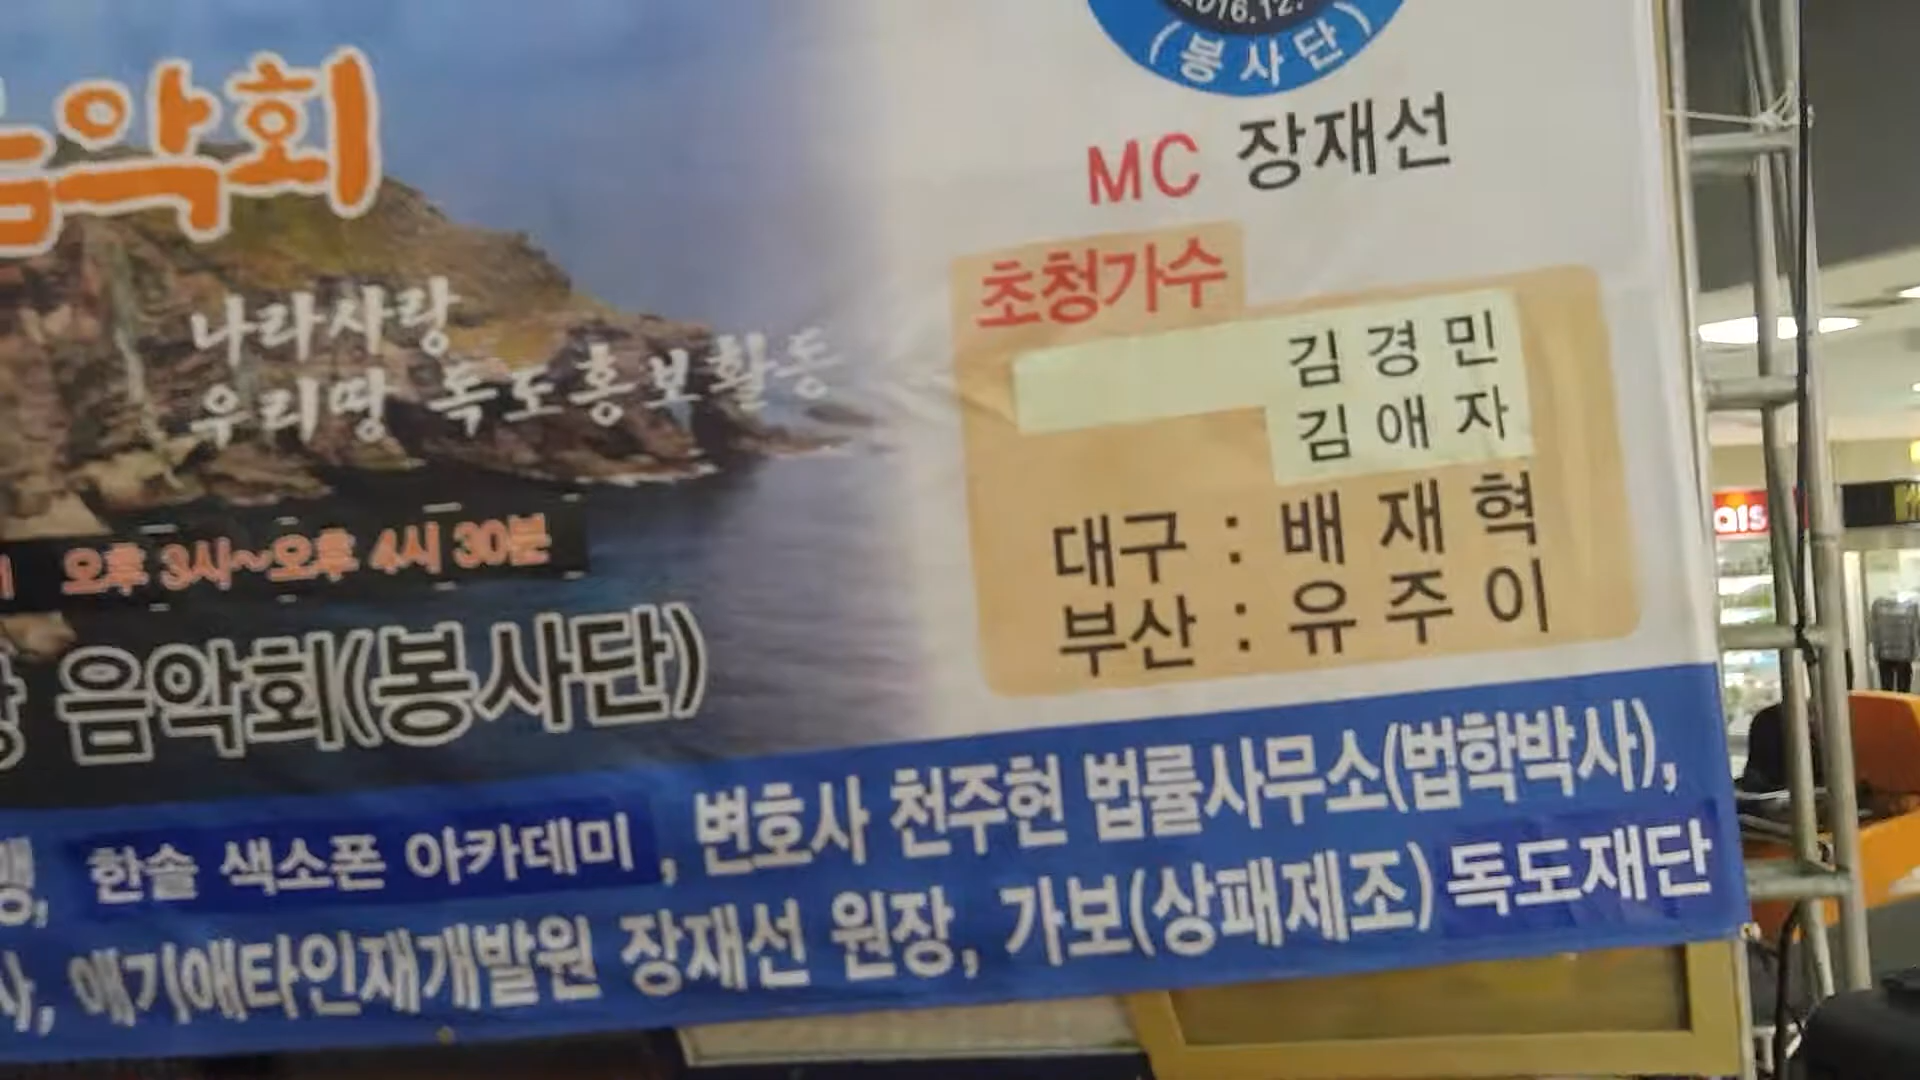 2016.12.
(봉사단)
음악회
MC 장재선
초청가수
나라사랑
우리땅 독도홍보활동
김경민
김애자
대구 : 배재혁
부산 : 유주이
오후 3시~오후 4시 30분
음악회(봉사단)
한솔 색소폰 아카데미, 변호사 천주현 법률사무소(법학박사),
얘기애타인재개발원 장재선 원장, 가보(상패제조) 독도재단